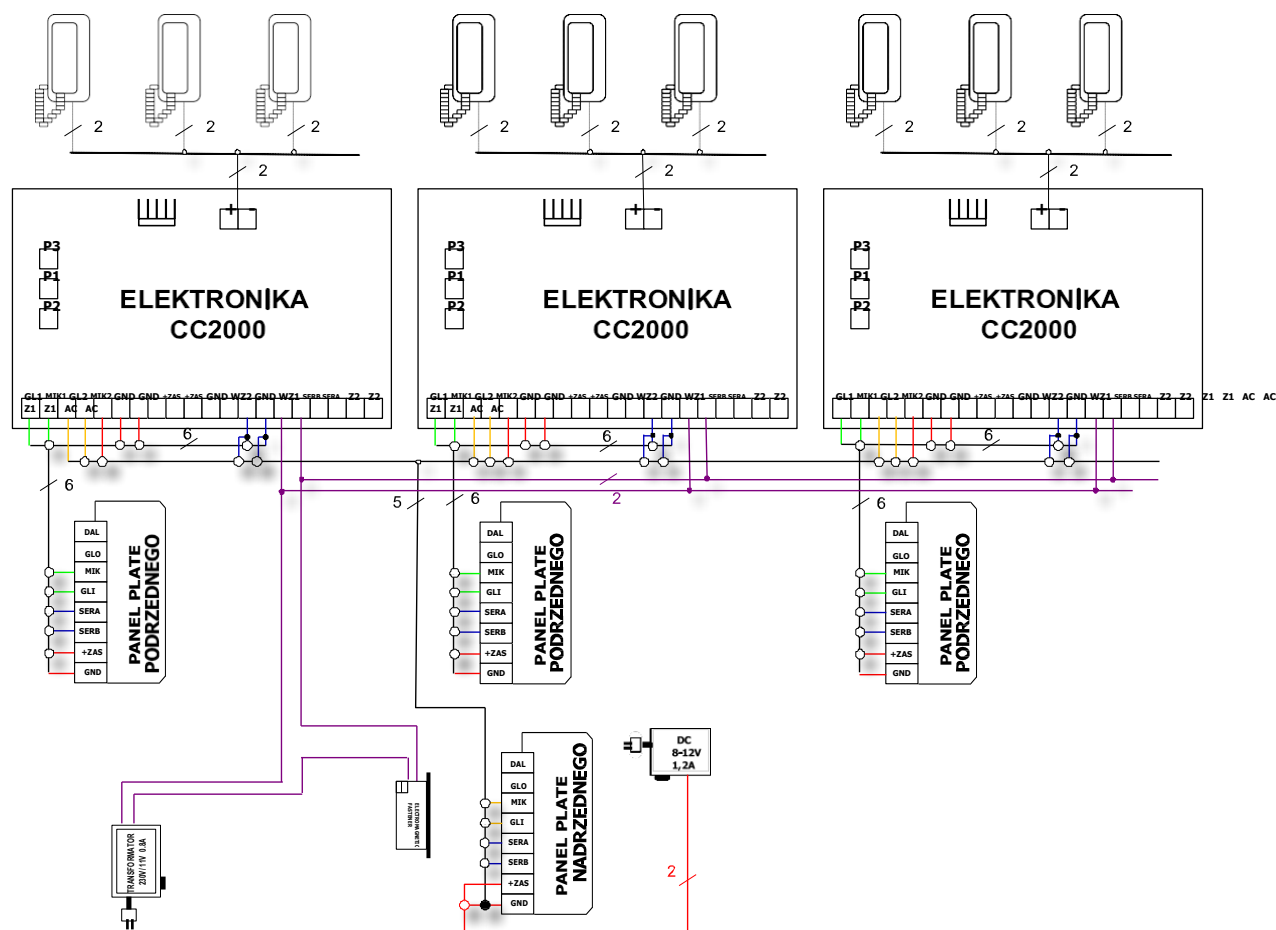 2 2 2 2 2 2 2 2 2
2 2 2
+ - + - + -
P3 P3 P3
P1 P1 P1
P2 P2 P2
ELEKTRONIKA ELEKTRONIKA ELEKTRONIKA
CC2000 CC2000 CC2000
GL1 MIK1 GL2 MIK2 GND GND +ZAS +ZAS GND WZ2 GND WZ1 SERB SERA Z2 Z2
Z1 Z1 AC AC
GL1 MIK1 GL2 MIK2 GND GND +ZAS +ZAS GND WZ2 GND WZ1 SERB SERA Z2 Z2
Z1 Z1 AC AC
GL1 MIK1 GL2 MIK2 GND GND +ZAS +ZAS GND WZ2 GND WZ1 SERB SERA Z2 Z2 Z1 Z1 AC AC
6 6 6
6 5 6 2 6
DAL
GLO
MIK
GLI
SERA
SERB
+ZAS
GND
PANEL PLATE
PODRZEDNEGO
DAL
GLO
MIK
GLI
SERA
SERB
+ZAS
GND
PANEL PLATE
PODRZEDNEGO
DAL
GLO
MIK
GLI
SERA
SERB
+ZAS
GND
PANEL PLATE
PODRZEDNEGO
TRANSFORMATOR
230V/11V 0.8A
ELECTROMAGNETIC
FASTENER
DAL
GLO
MIK
GLI
SERA
SERB
+ZAS
GND
PANEL PLATE
NADRZEDNEGO
DC
8-12V
1,2A
2